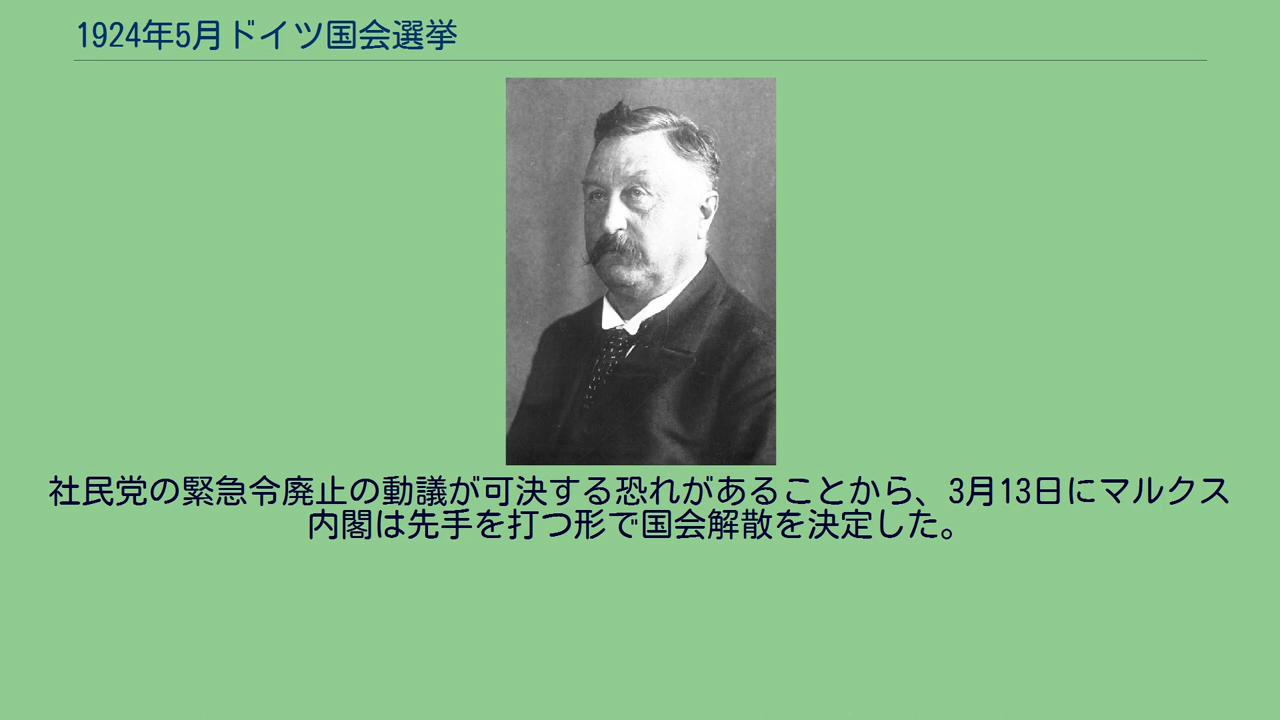 1924年5月ドイツ国会選挙
社民党の緊急令廃止の動議が可決する恐れがあることから、3月13日にマルクス
内閣は先手を打つ形で国会解散を決定した。